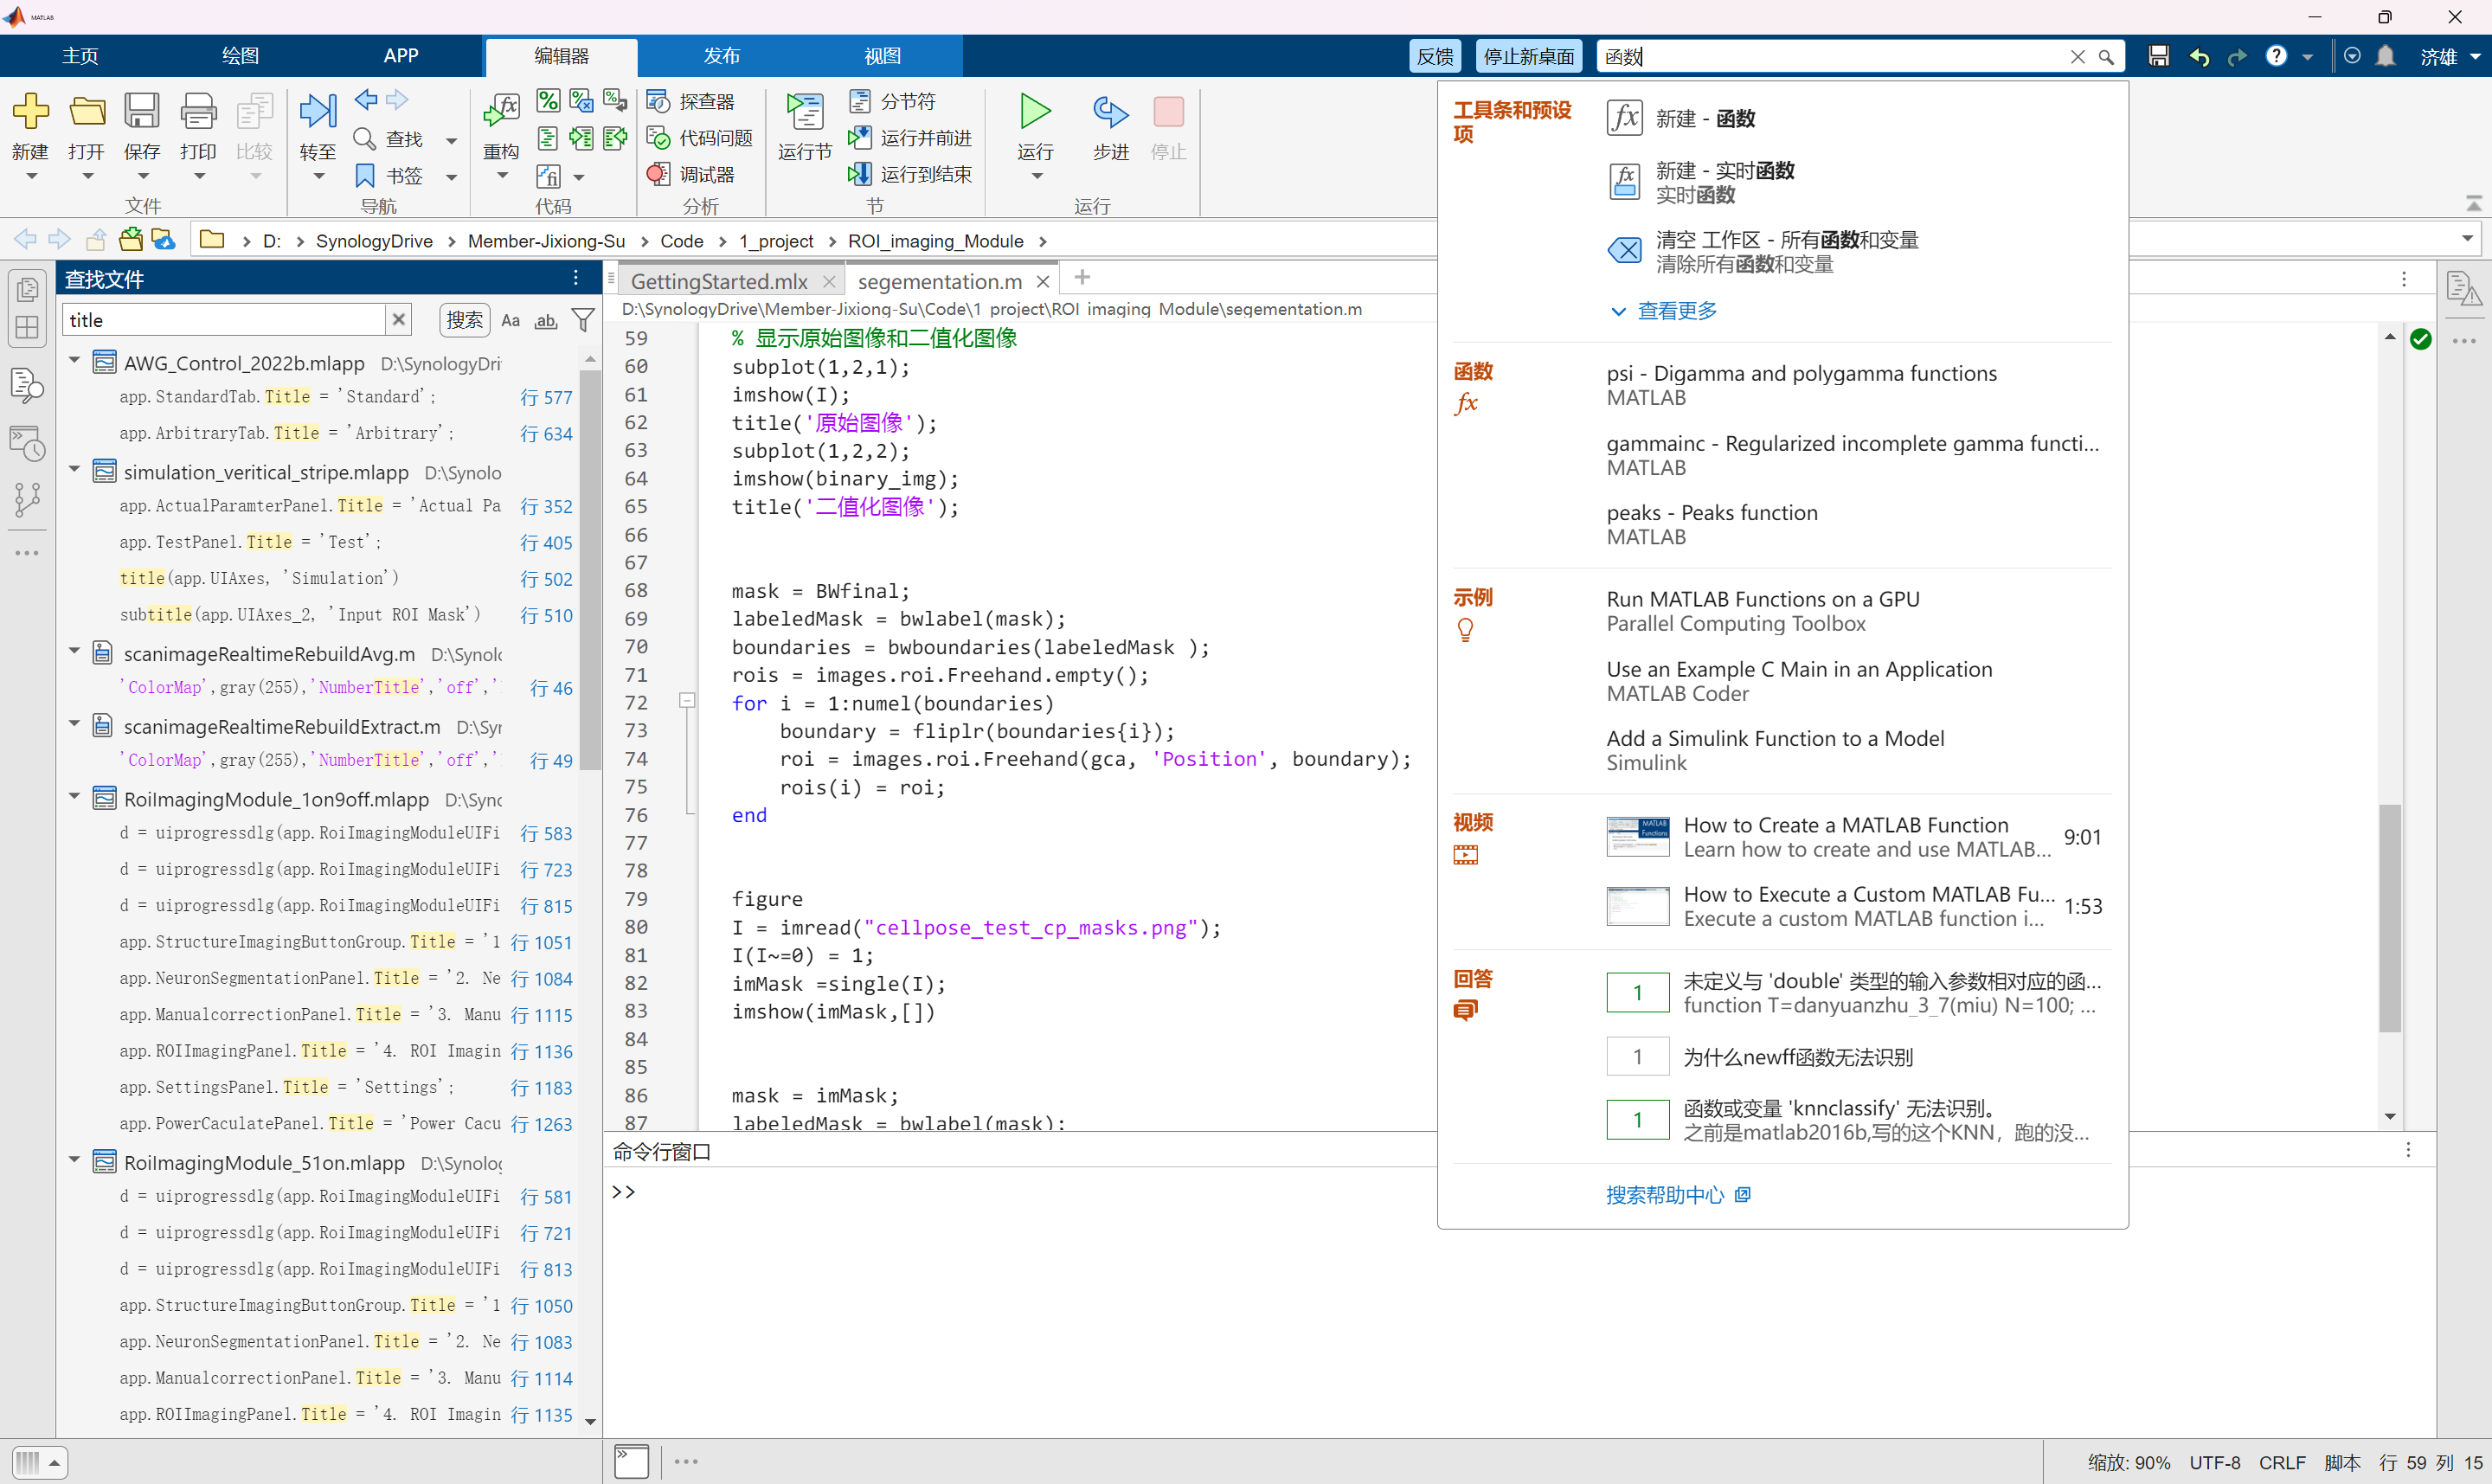 MATLAB
主页 绘图 APP 编辑器 发布 视图 反馈 停止新桌面 函数 济雄
新建 打开 保存 打印 比较 转至 查找 书签 重构 探查器 代码问题 调试器 运行节 分节符 运行并前进 运行到结束 运行 步进 停止
文件 导航 代码 分析 节 运行
D: › SynologyDrive › Member-Jixiong-Su › Code › 1_project › ROI_imaging_Module ›
查找文件
title 搜索 Aa ab,
AWG_Control_2022b.mlapp D:\SynologyDri
app.StandardTab.Title = 'Standard'; 行 577
app.ArbitraryTab.Title = 'Arbitrary'; 行 634
simulation_veritical_stripe.mlapp D:\Synolo
app.ActualParamterPanel.Title = 'Actual Pa 行 352
app.TestPanel.Title = 'Test'; 行 405
title(app.UIAxes, 'Simulation') 行 502
subtitle(app.UIAxes_2, 'Input ROI Mask') 行 510
scanimageRealtimeRebuildAvg.m D:\Synolo
'ColorMap',gray(255),'NumberTitle','off',' 行 46
scanimageRealtimeRebuildExtract.m D:\Syn
'ColorMap',gray(255),'NumberTitle','off',' 行 49
RoiImagingModule_1on9off.mlapp D:\Sync
d = uiprogressdlg(app.RoiImagingModuleUIFi 行 583
d = uiprogressdlg(app.RoiImagingModuleUIFi 行 723
d = uiprogressdlg(app.RoiImagingModuleUIFi 行 815
app.StructureImagingButtonGroup.Title = '1 行 1051
app.NeuronSegmentationPanel.Title = '2. Ne 行 1084
app.ManualcorrectionPanel.Title = '3. Manu 行 1115
app.ROIImagingPanel.Title = '4. ROI Imagin 行 1136
app.SettingsPanel.Title = 'Settings'; 行 1183
app.PowerCaculatePanel.Title = 'Power Cacu 行 1263
RoiImagingModule_51on.mlapp D:\Synolog
d = uiprogressdlg(app.RoiImagingModuleUIFi 行 581
d = uiprogressdlg(app.RoiImagingModuleUIFi 行 721
d = uiprogressdlg(app.RoiImagingModuleUIFi 行 813
app.StructureImagingButtonGroup.Title = '1 行 1050
app.NeuronSegmentationPanel.Title = '2. Ne 行 1083
app.ManualcorrectionPanel.Title = '3. Manu 行 1114
app.ROIImagingPanel.Title = '4. ROI Imagin 行 1135
GettingStarted.mlx segementation.m
D:\SynologyDrive\Member-Jixiong-Su\Code\1_project\ROI_imaging_Module\segementation.m
59 % 显示原始图像和二值化图像
60 subplot(1,2,1);
61 imshow(I);
62 title('原始图像');
63 subplot(1,2,2);
64 imshow(binary_img);
65 title('二值化图像');
66
67
68 mask = BWfinal;
69 labeledMask = bwlabel(mask);
70 boundaries = bwboundaries(labeledMask );
71 rois = images.roi.Freehand.empty();
72 for i = 1:numel(boundaries)
73 boundary = fliplr(boundaries{i});
74 roi = images.roi.Freehand(gca, 'Position', boundary);
75 rois(i) = roi;
76 end
77
78
79 figure
80 I = imread("cellpose_test_cp_masks.png");
81 I(I~=0) = 1;
82 imMask =single(I);
83 imshow(imMask,[])
84
85
86 mask = imMask;
87 labeledMask = bwlabel(mask);
命令行窗口
>>
工具条和预设项
新建 - 函数
新建 - 实时函数
实时函数
清空 工作区 - 所有函数和变量
清除所有函数和变量
查看更多
函数
fx
psi - Digamma and polygamma functions
MATLAB
gammainc - Regularized incomplete gamma functi...
MATLAB
peaks - Peaks function
MATLAB
示例
Run MATLAB Functions on a GPU
Parallel Computing Toolbox
Use an Example C Main in an Application
MATLAB Coder
Add a Simulink Function to a Model
Simulink
视频
How to Create a MATLAB Function 9:01
Learn how to create and use MATLAB...
How to Execute a Custom MATLAB Fu... 1:53
Execute a custom MATLAB function i...
回答
1 未定义与 'double' 类型的输入参数相对应的函...
function T=danyuanzhu_3_7(miu) N=100; ...
1 为什么newff函数无法识别
1 函数或变量 'knnclassify' 无法识别。
之前是matlab2016b,写的这个KNN，跑的没...
搜索帮助中心
缩放: 90% UTF-8 CRLF 脚本 行 59 列 15